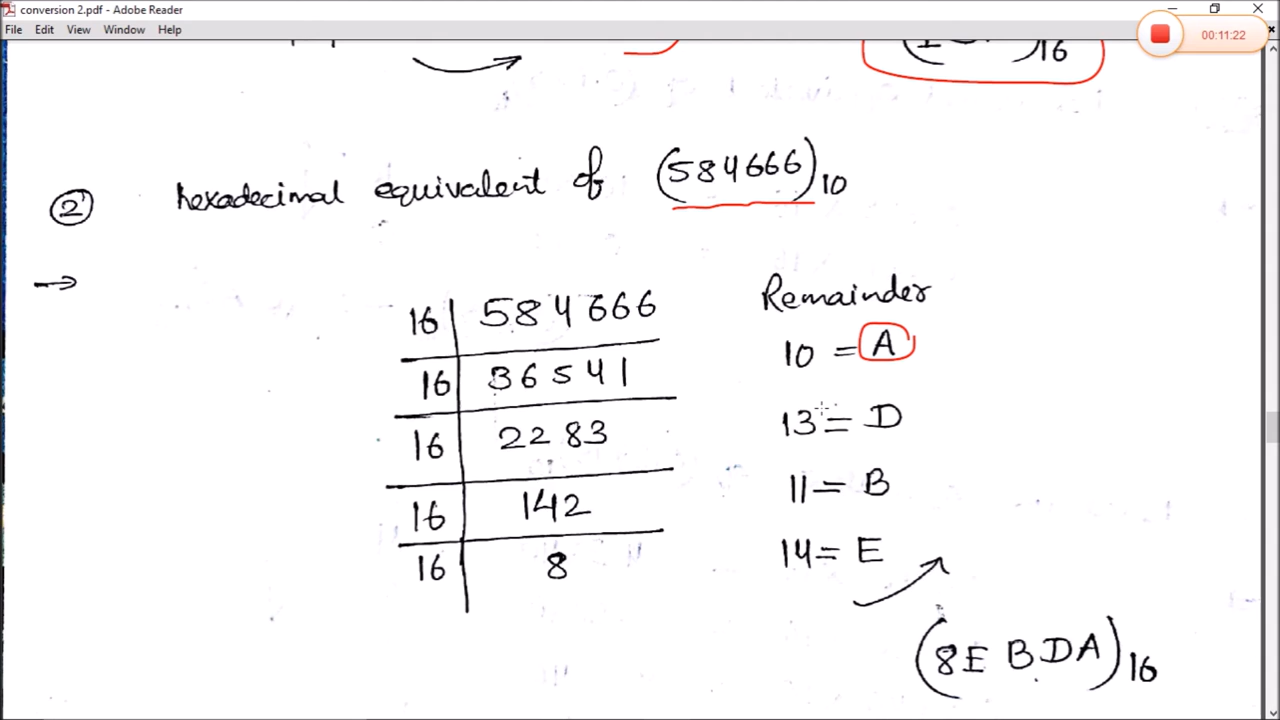 conversion 2.pdf - Adobe Reader
File Edit View Window Help
00:11:22
)16
② hexadecimal equivalent of (584666)10
→
Remainder
16 584666
10 = A
16 36541
13 = D
16 2283
11 = B
16 142
14 = E
16 8
(8EBDA)16